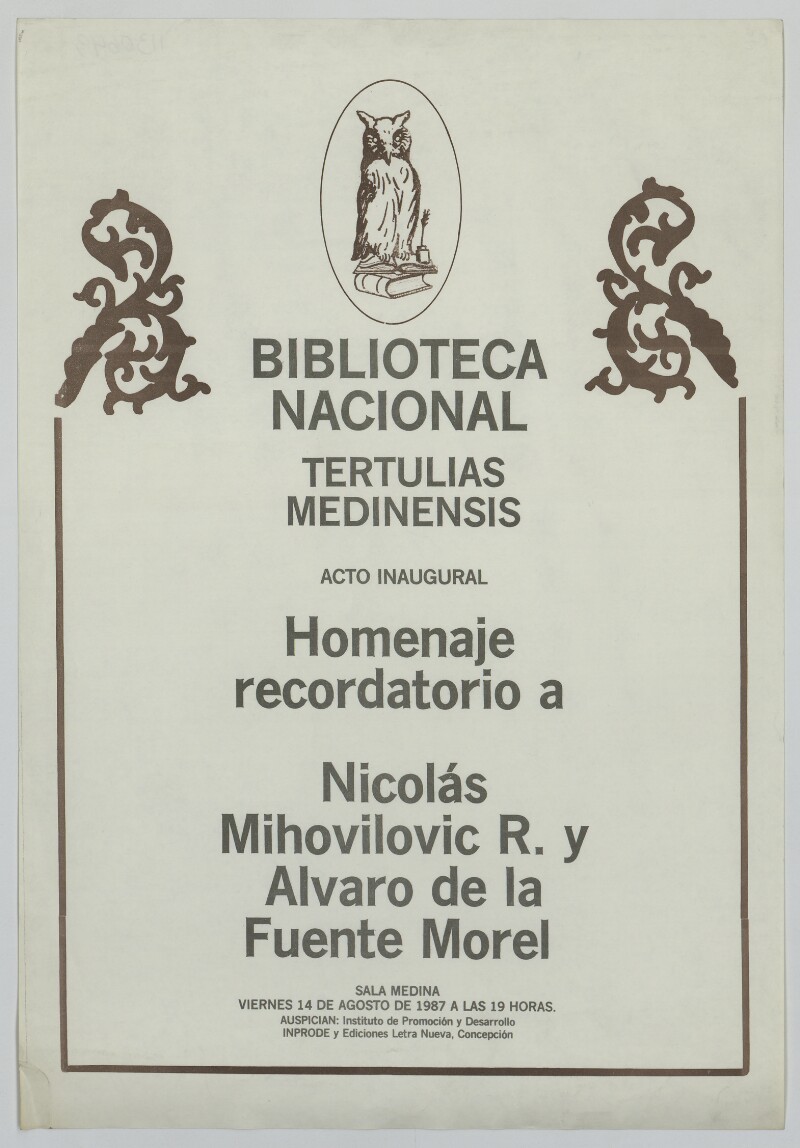 BIBLIOTECA
NACIONAL
TERTULIAS
MEDINENSIS
ACTO INAUGURAL
Homenaje
recordatorio a
Nicolás
Mihovilovic R. y
Alvaro de la
Fuente Morel
SALA MEDINA
VIERNES 14 DE AGOSTO DE 1987 A LAS 19 HORAS.
AUSPICIAN: Instituto de Promoción y Desarrollo
INPRODE y Ediciones Letra Nueva, Concepción